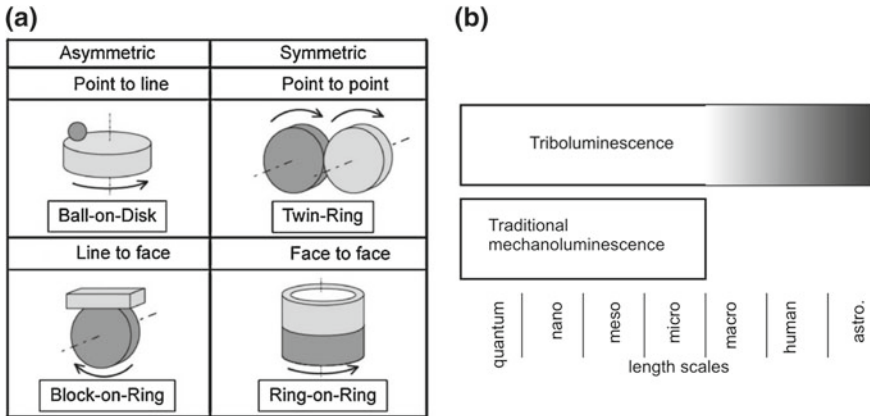 (a)
Asymmetric Symmetric
Point to line Point to point
Ball-on-Disk Twin-Ring
Line to face Face to face
Block-on-Ring Ring-on-Ring
(b)
Triboluminescence
Traditional
mechanoluminescence
quantum nano meso micro macro human astro.
length scales